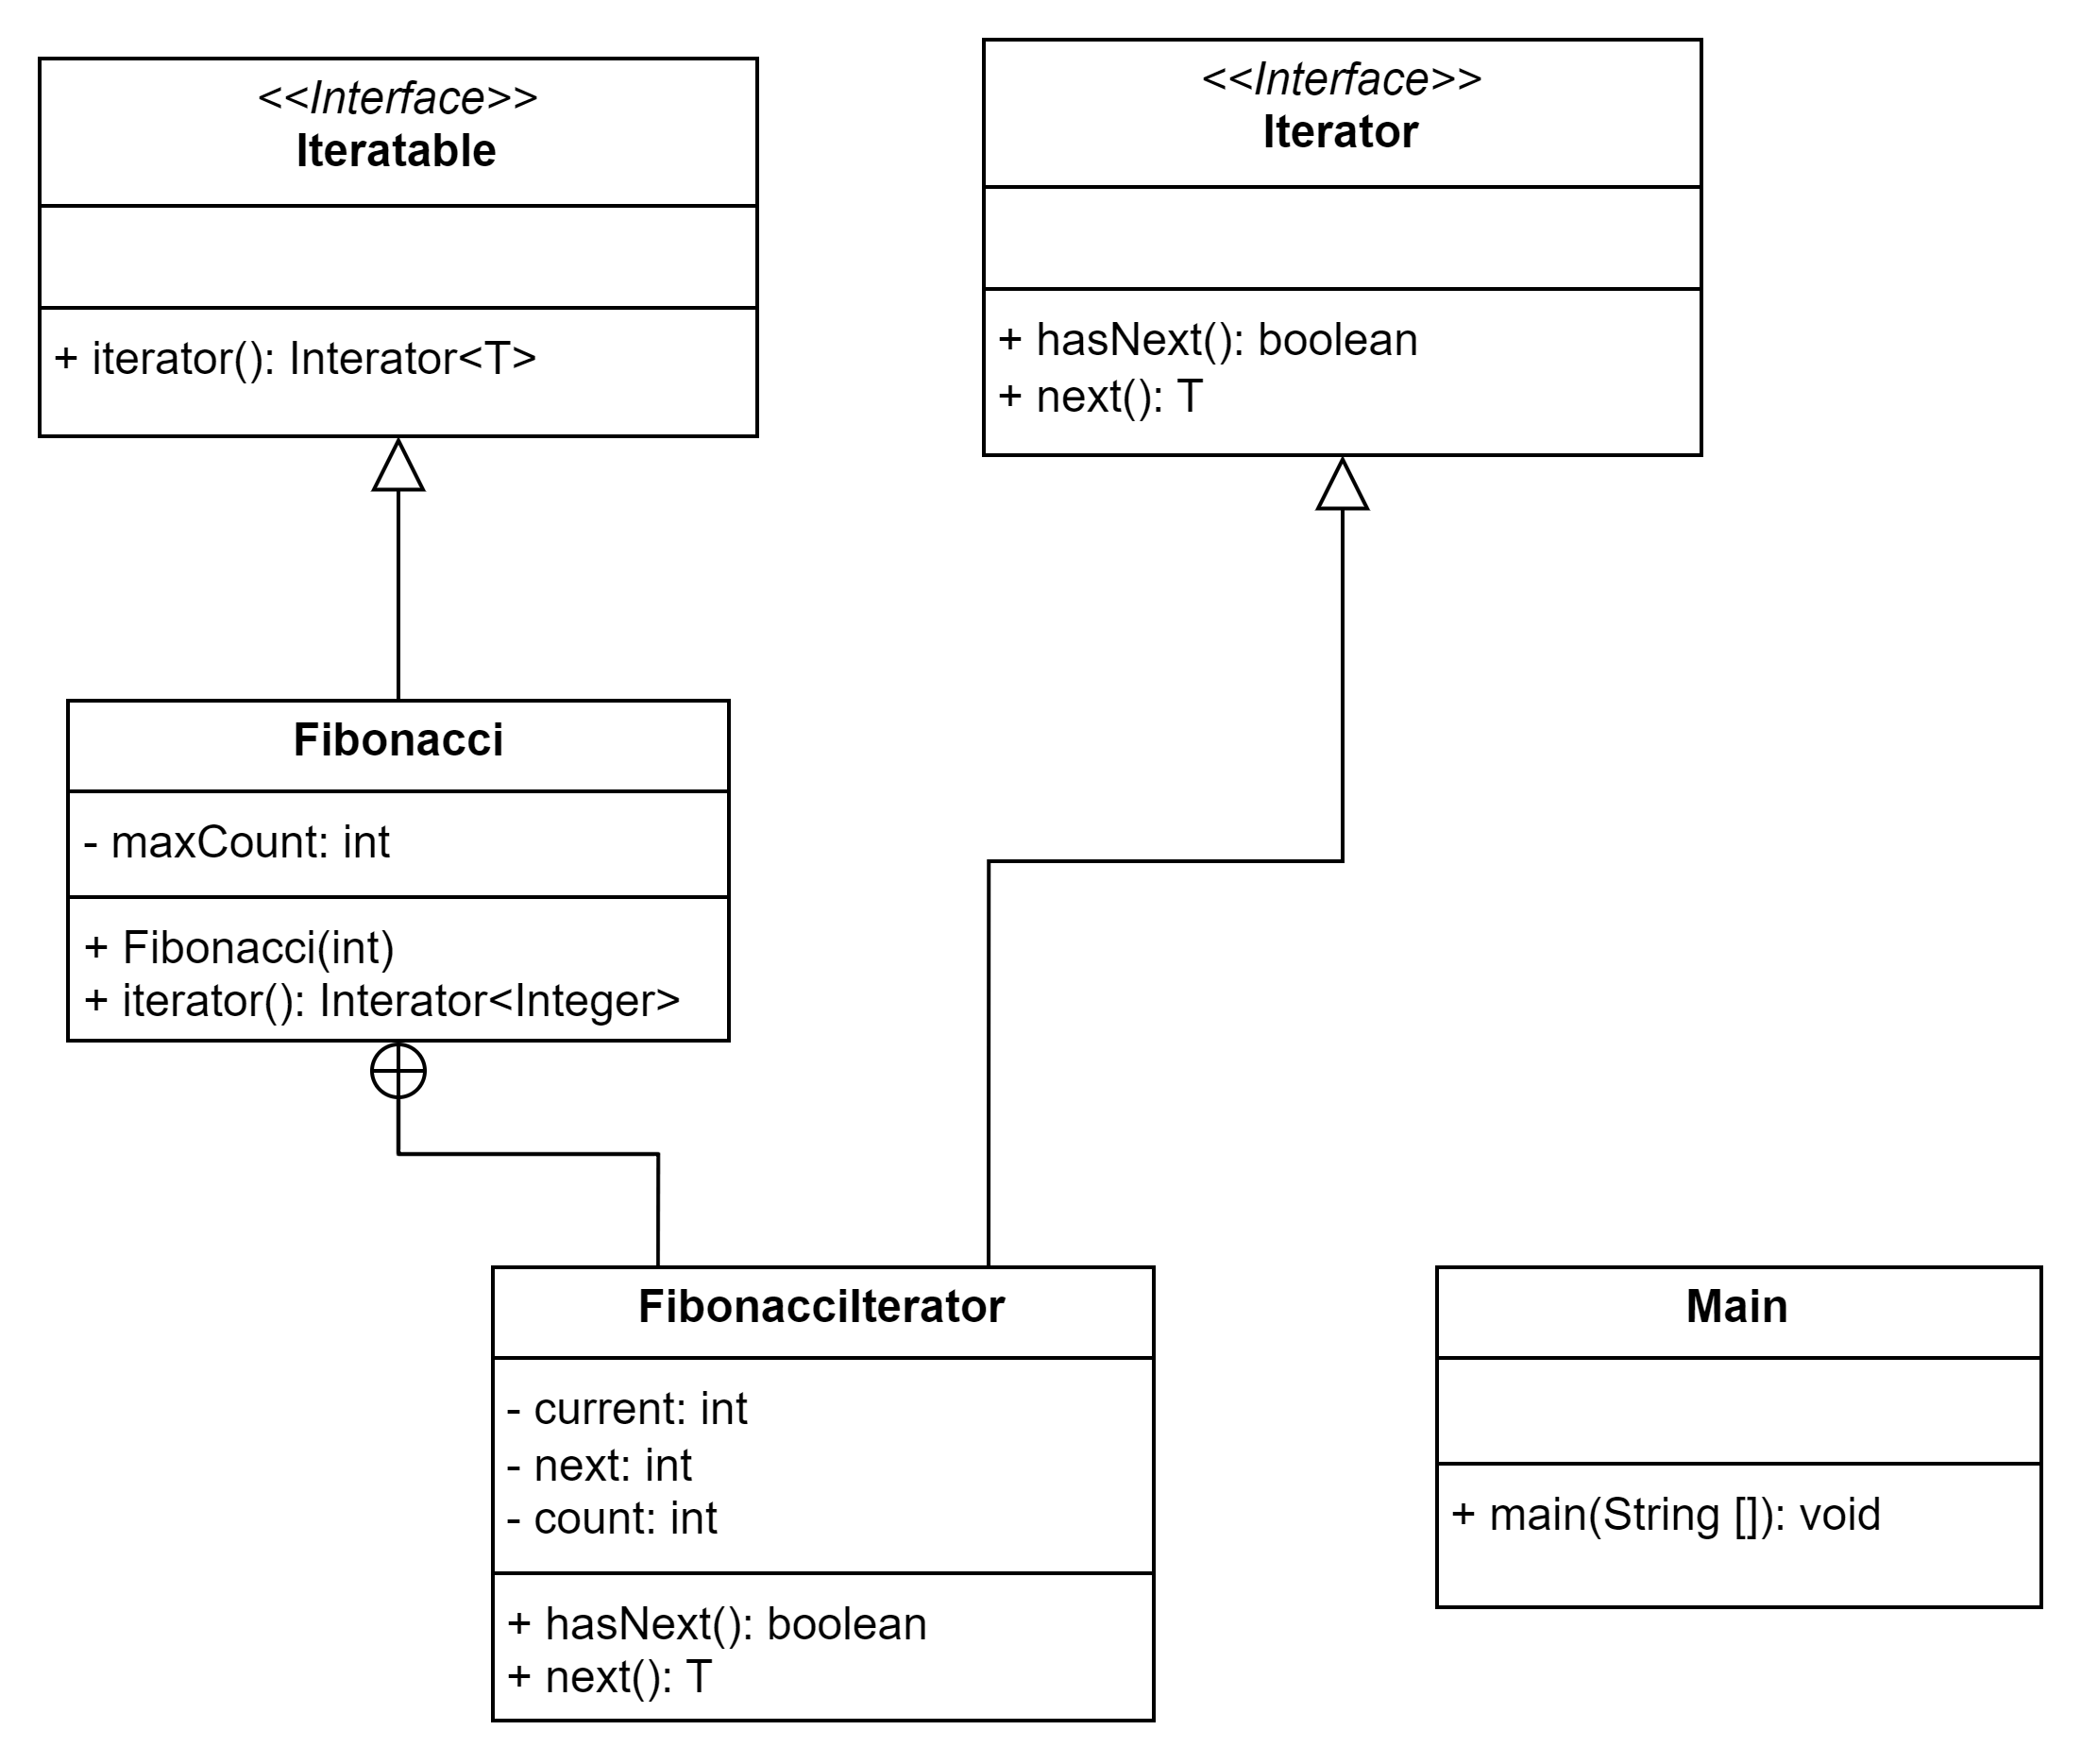 <<Interface>>
Iteratable
+ iterator(): Interator<T>
<<Interface>>
Iterator
+ hasNext(): boolean
+ next(): T
Fibonacci
- maxCount: int
+ Fibonacci(int)
+ iterator(): Interator<Integer>
FibonacciIterator
- current: int
- next: int
- count: int
+ hasNext(): boolean
+ next(): T
Main
+ main(String []): void